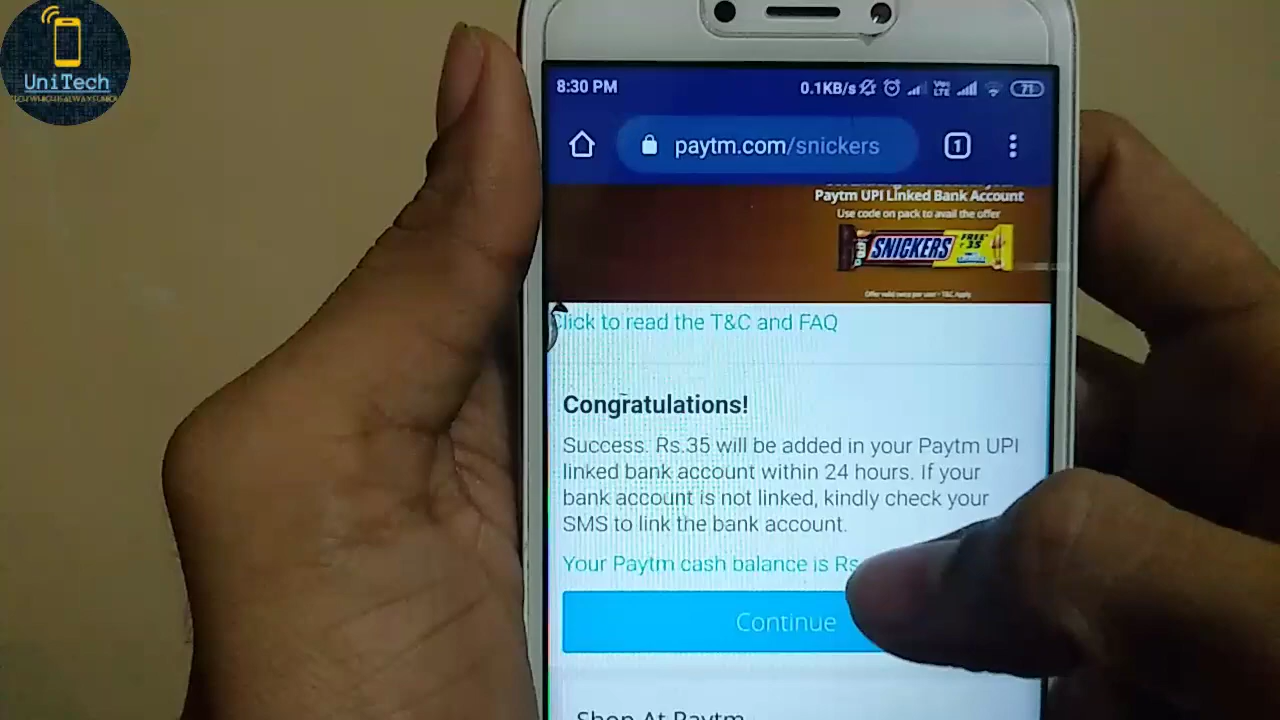 UniTech
8:30 PM
0.1KB/s
71
paytm.com/snickers
1
Paytm UPI Linked Bank Account
Use code on pack to avail the offer
SNICKERS
FREE
35
Click to read the T&C and FAQ
Congratulations!
Success. Rs.35 will be added in your Paytm UPI
linked bank account within 24 hours. If your
bank account is not linked, kindly check your
SMS to link the bank account.
Your Paytm cash balance is Rs
Continue
Shop At Paytm